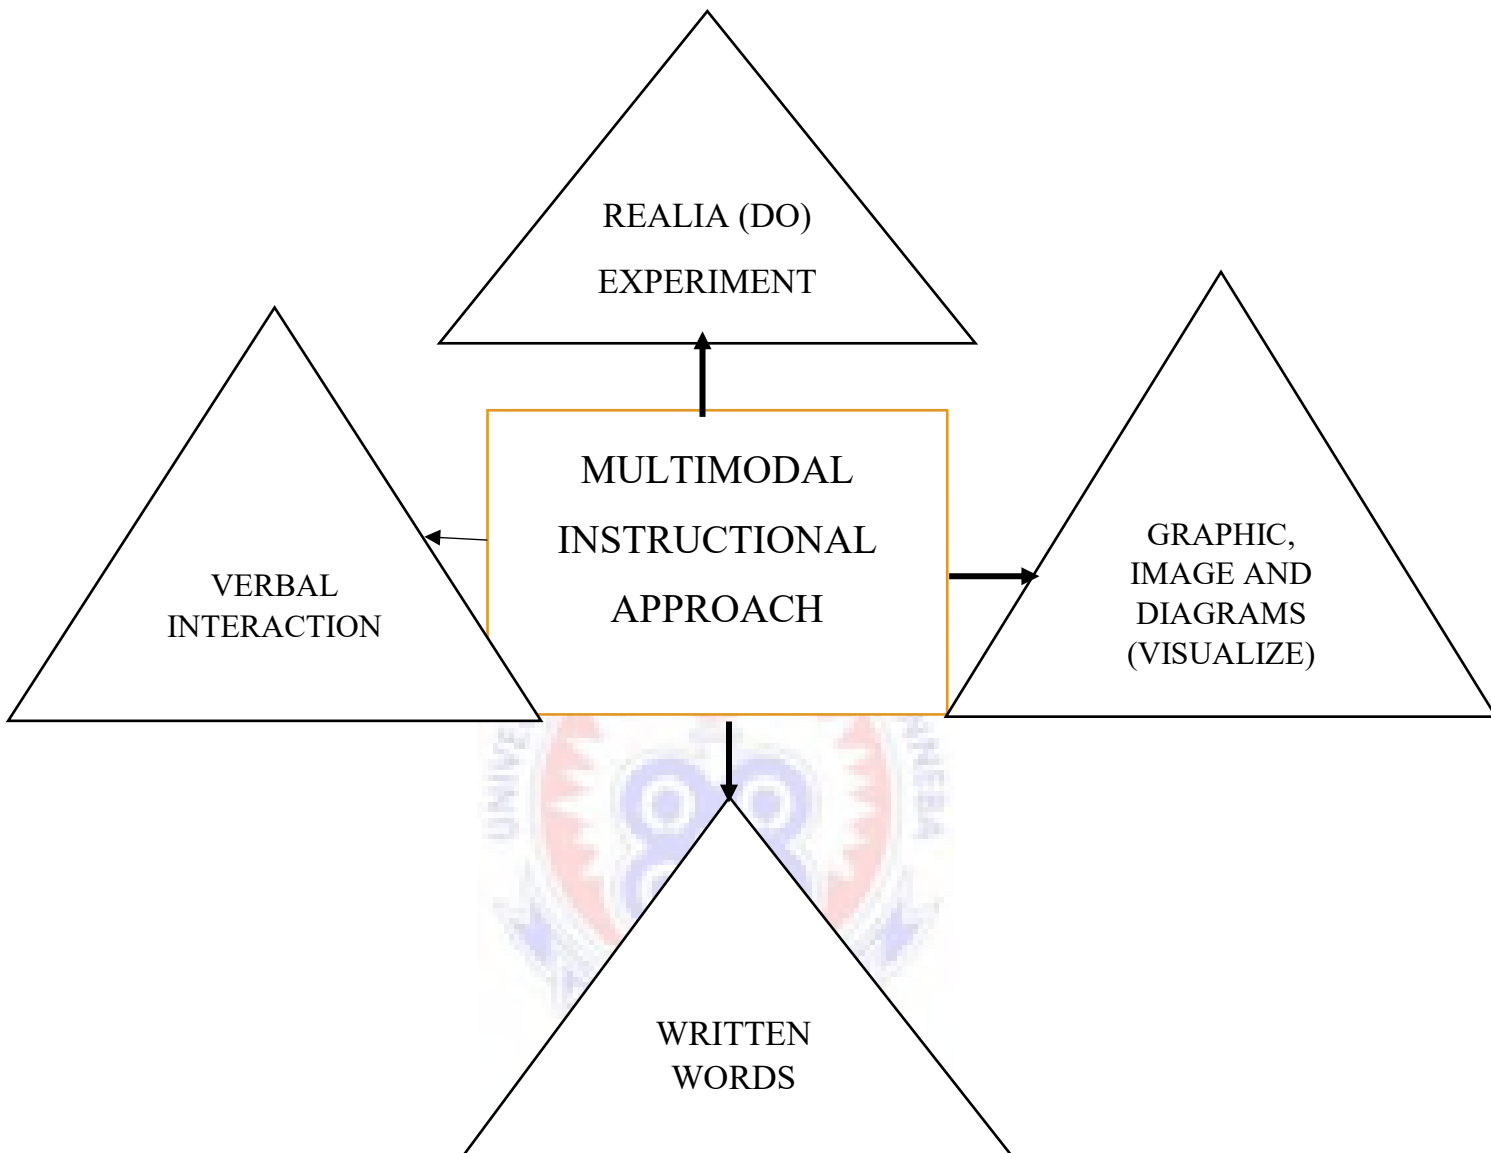 REALIA (DO)
EXPERIMENT
MULTIMODAL
INSTRUCTIONAL
APPROACH
VERBAL
INTERACTION
GRAPHIC,
IMAGE AND
DIAGRAMS
(VISUALIZE)
WRITTEN
WORDS